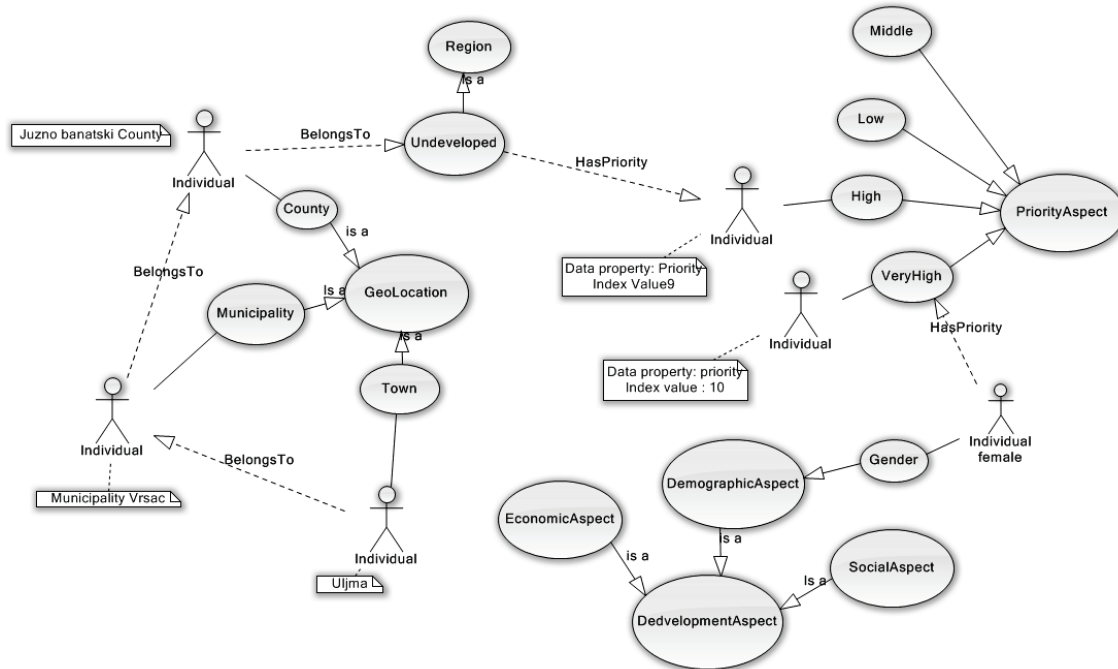 Middle
Region
is a
Low
Juzno banatski County
BelongsTo
Undeveloped
HasPriority
Individual
County
High
PriorityAspect
is a
Individual
BelongsTo
Data property: Priority
Index Value9
VeryHigh
GeoLocation
Is a
Municipality
HasPriority
is a
Individual
Data property: priority
Index value : 10
Town
Individual
BelongsTo
Individual
female
Gender
DemographicAspect
Municipality Vrsac
EconomicAspect
is a
is a
Individual
SocialAspect
Is a
Uljma
DedvelopmentAspect